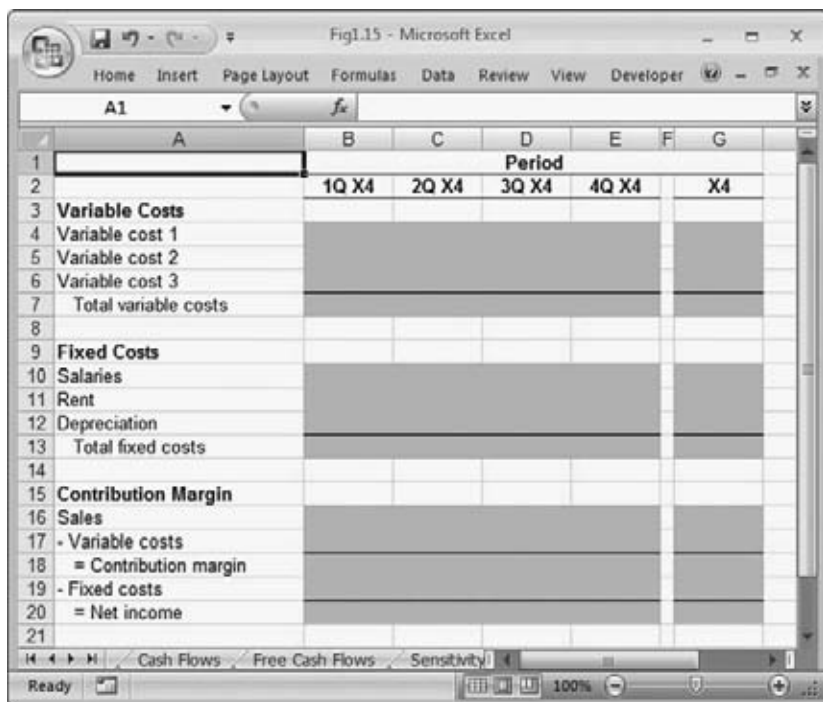 Fig1.15 - Microsoft Excel
Home Insert Page Layout Formulas Data Review View Developer
A1 fx
A B C D E F G
1 Period
2 1Q X4 2Q X4 3Q X4 4Q X4 X4
3 Variable Costs
4 Variable cost 1
5 Variable cost 2
6 Variable cost 3
7 Total variable costs
8
9 Fixed Costs
10 Salaries
11 Rent
12 Depreciation
13 Total fixed costs
14
15 Contribution Margin
16 Sales
17 - Variable costs
18 = Contribution margin
19 - Fixed costs
20 = Net income
21
Cash Flows Free Cash Flows Sensitivity
Ready 100%